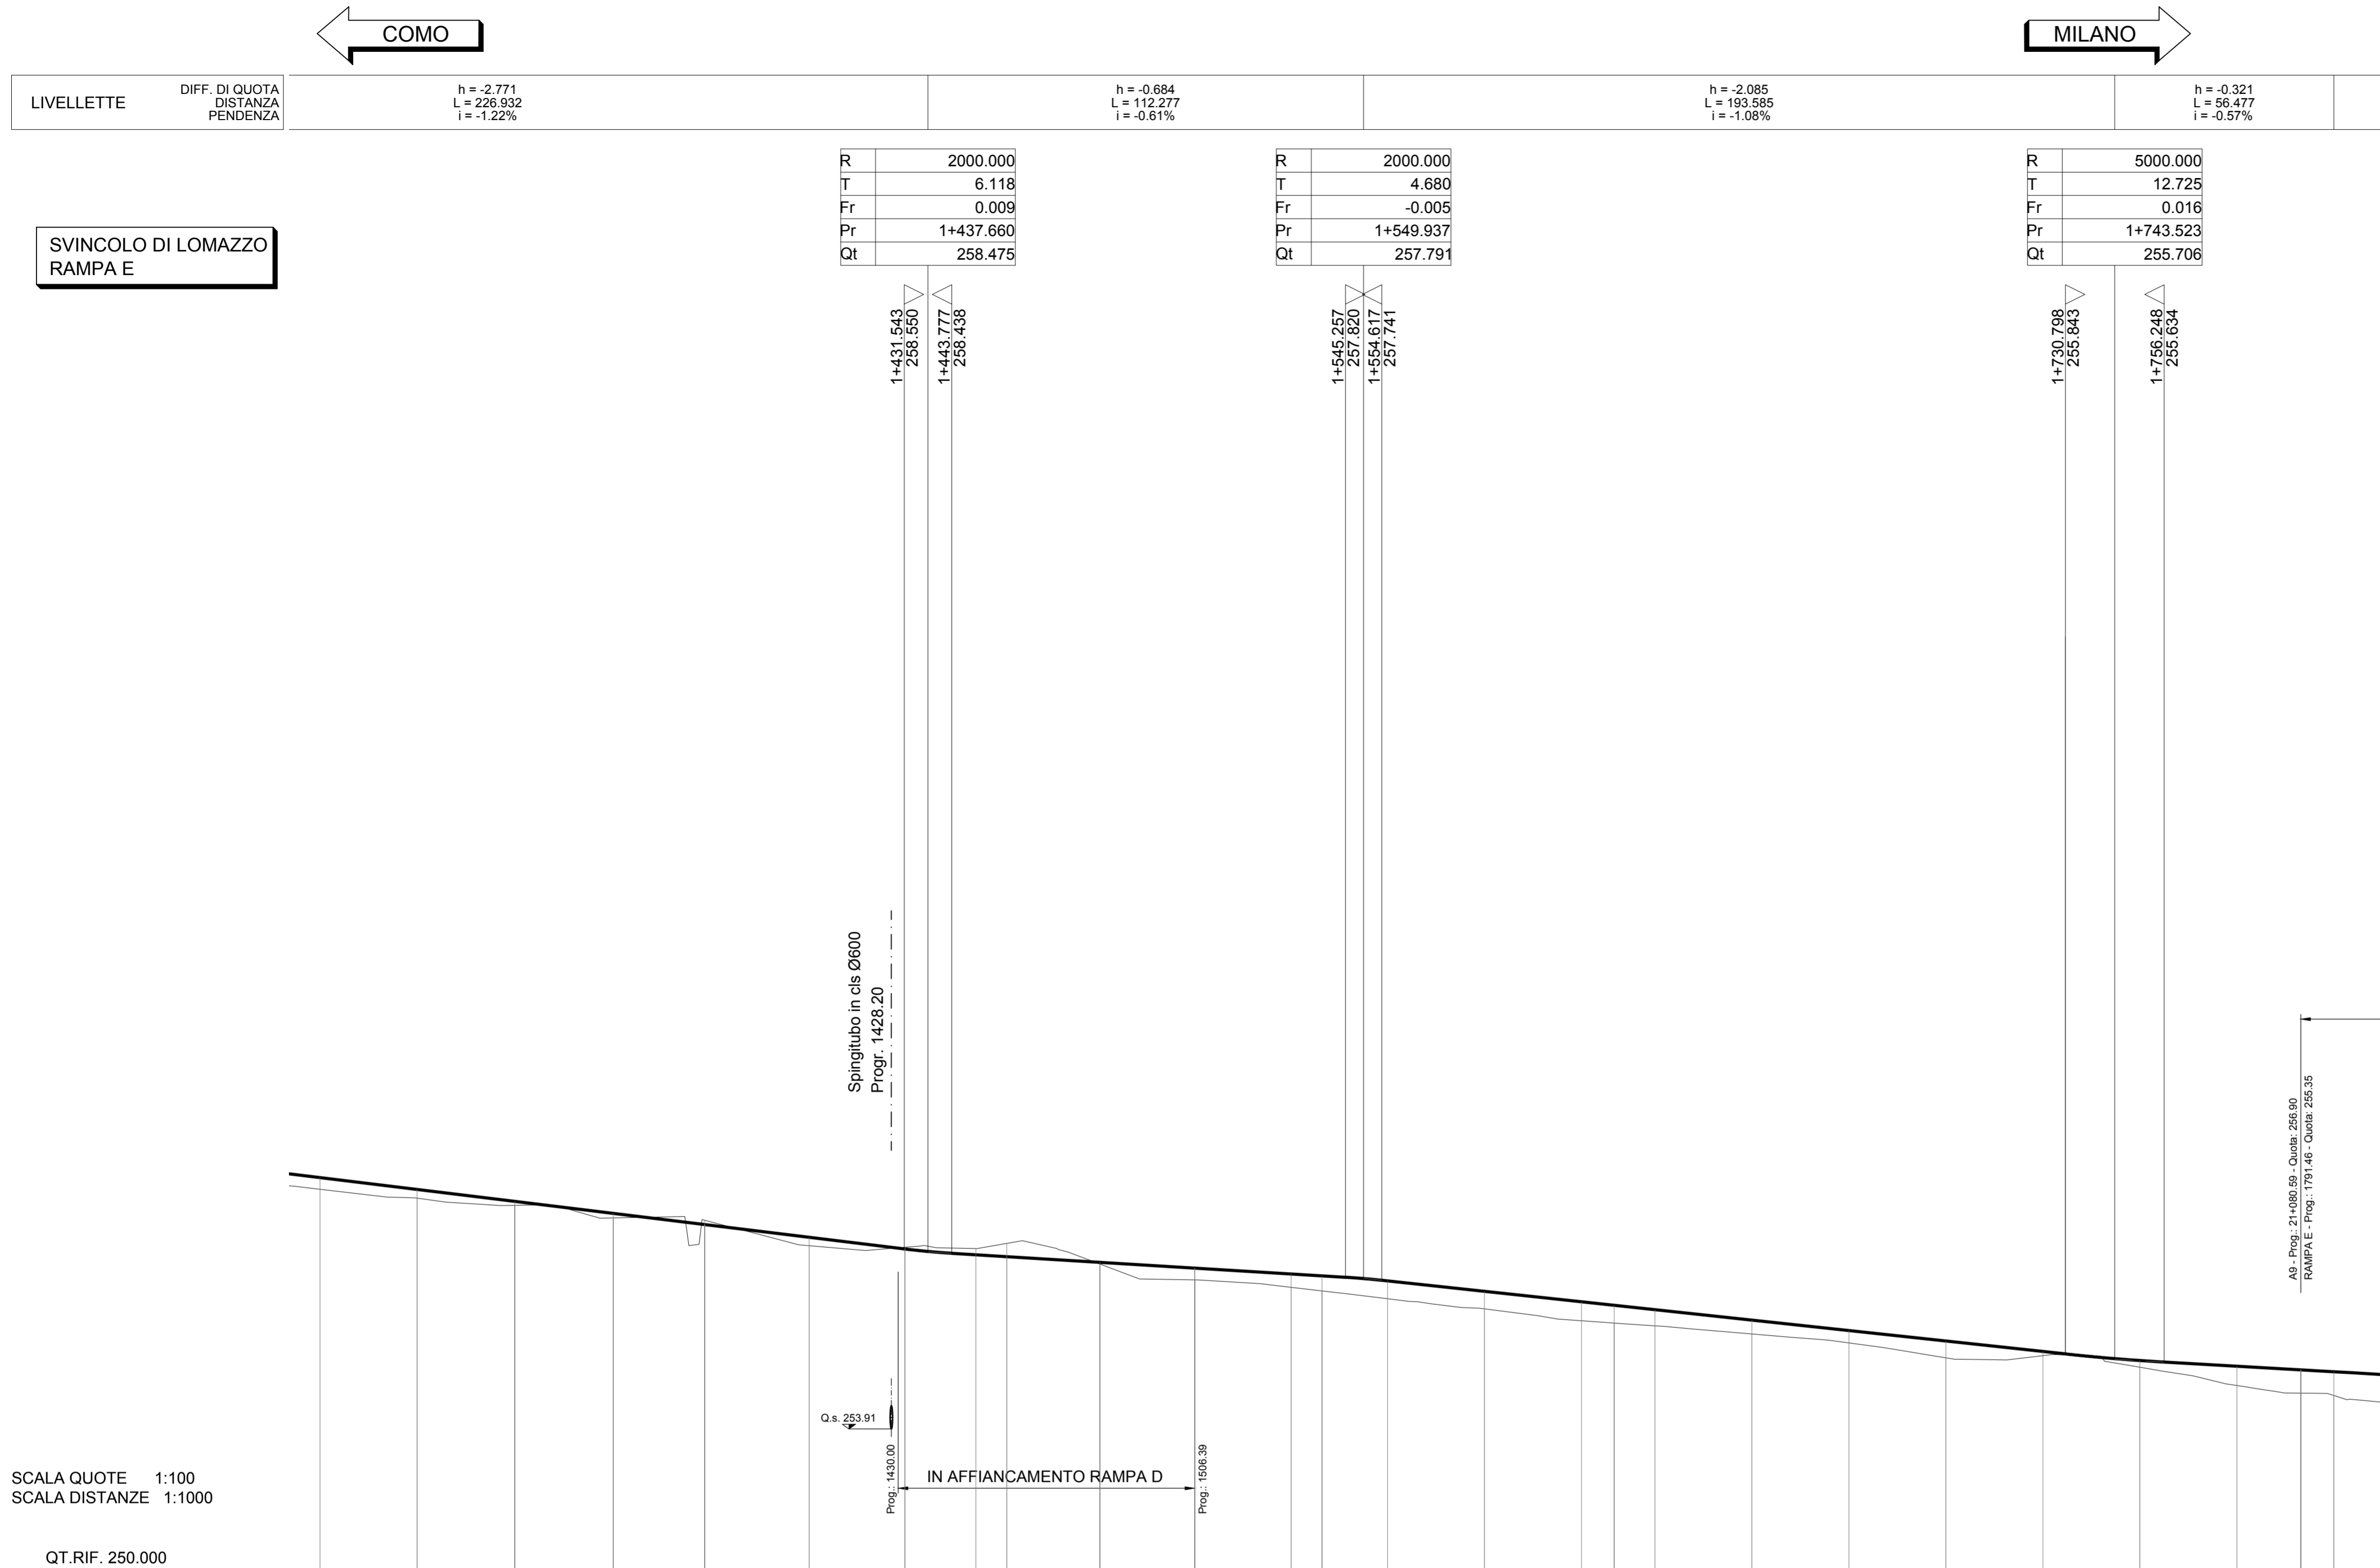 COMO
MILANO
LIVELLETTE
DIFF. DI QUOTA
DISTANZA
PENDENZA
h = -2.771
L = 226.932
i = -1.22%
h = -0.684
L = 112.277
i = -0.61%
h = -2.085
L = 193.585
i = -1.08%
h = -0.321
L = 56.477
i = -0.57%
R 2000.000
T 6.118
Fr 0.009
Pr 1+437.660
Qt 258.475
R 2000.000
T 4.680
Fr -0.005
Pr 1+549.937
Qt 257.791
R 5000.000
T 12.725
Fr 0.016
Pr 1+743.523
Qt 255.706
SVINCOLO DI LOMAZZO
RAMPA E
1+431.543
258.550
1+443.777
258.438
1+545.257
257.820
1+554.617
257.741
1+730.798
255.843
1+756.248
255.634
Spingitubo in cls Ø600
Progr. 1428.20
A9 - Prog.: 21+080.59 - Quota: 256.90
RAMPA E - Prog.: 1791.46 - Quota: 255.35
Q.s. 253.91
Prog.: 1430.00
IN AFFIANCAMENTO RAMPA D
Prog.: 1506.39
SCALA QUOTE 1:100
SCALA DISTANZE 1:1000
QT.RIF. 250.000